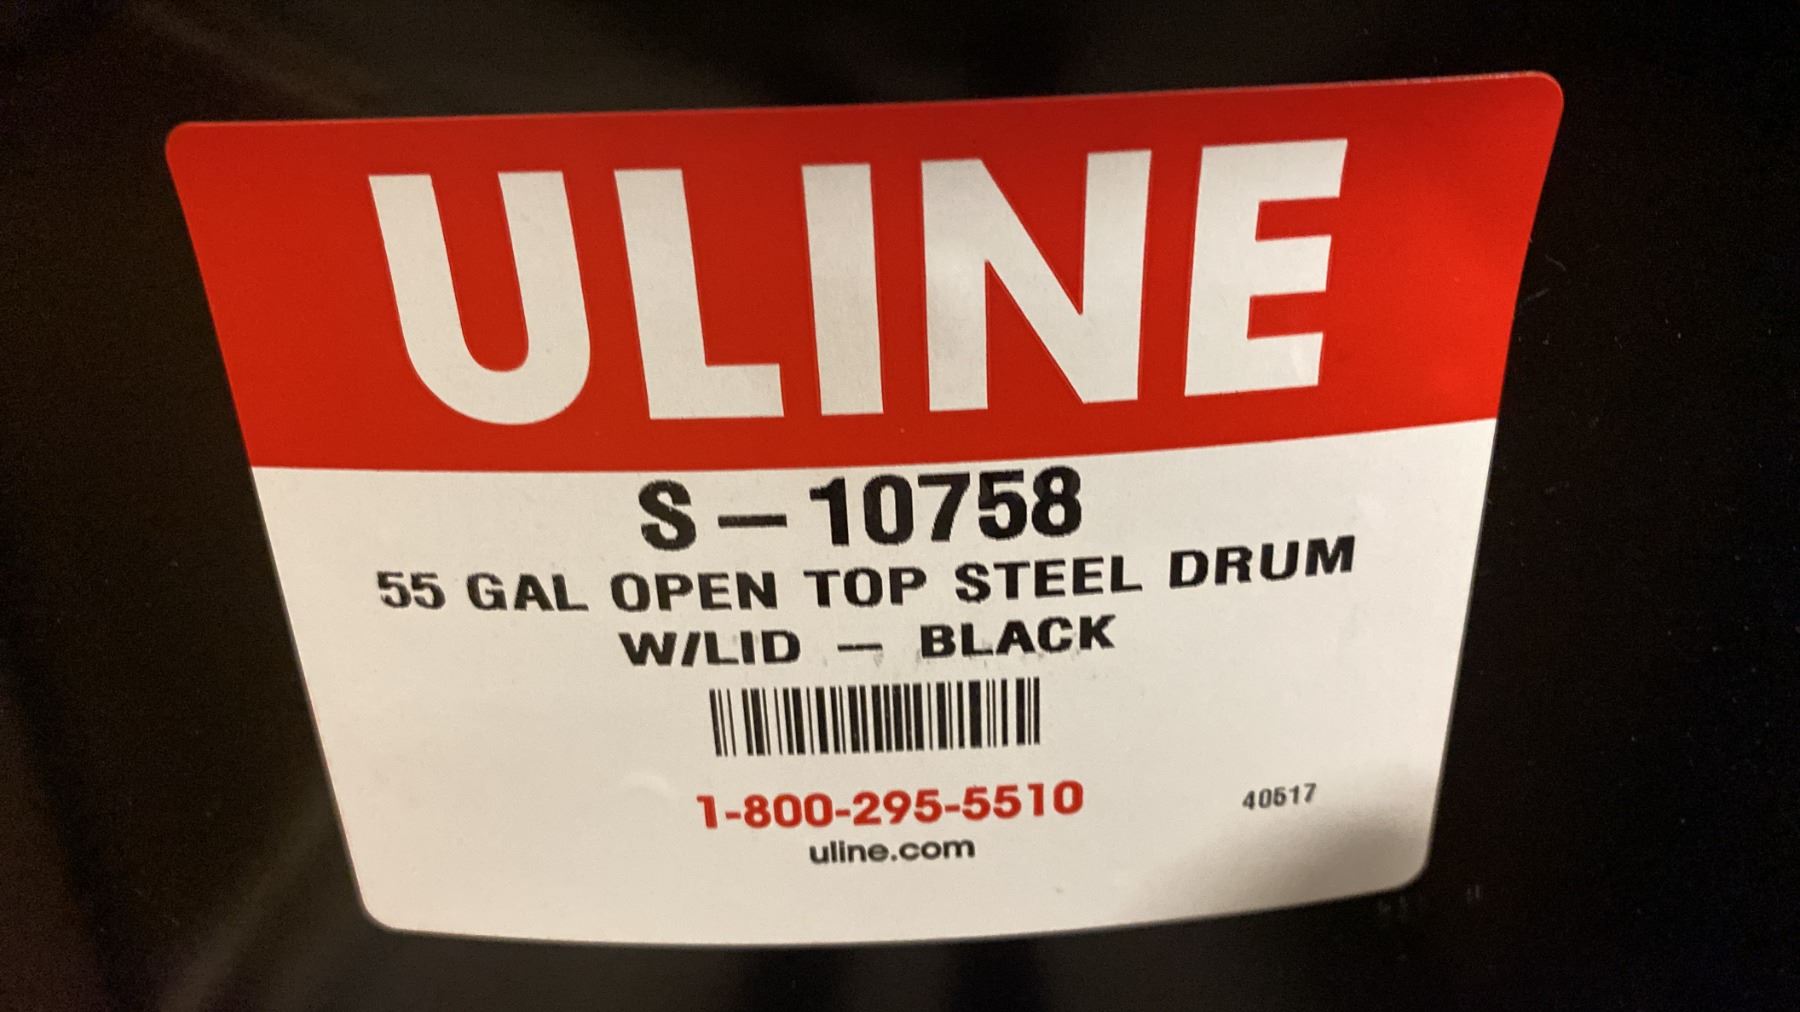 ULINE
S-10758
55 GAL OPEN TOP STEEL DRUM
W/LID - BLACK
1-800-295-5510
40517
uline.com